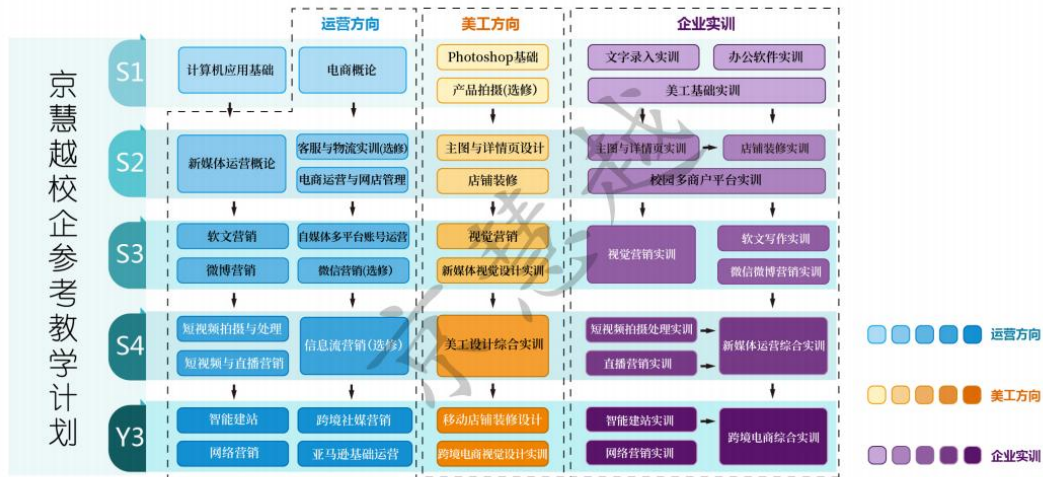 京慧越校企参考教学计划
运营方向
美工方向
企业实训
S1
计算机应用基础
电商概论
Photoshop基础
产品拍摄(选修)
文字录入实训
办公软件实训
美工基础实训
S2
新媒体运营概论
客服与物流实训(选修)
电商运营与网店管理
主图与详情页设计
店铺装修
主图与详情页实训
店铺装修实训
校园多商户平台实训
S3
软文营销
微博营销
自媒体多平台账号运营
微信营销(选修)
视觉营销
新媒体视觉设计实训
视觉营销实训
软文写作实训
微信微博营销实训
S4
短视频拍摄与处理
短视频与直播营销
信息流营销(选修)
美工设计综合实训
短视频拍摄处理实训
直播营销实训
新媒体运营综合实训
Y3
智能建站
网络营销
跨境社媒营销
亚马逊基础运营
移动店铺装修设计
跨境电商视觉设计实训
智能建站实训
网络营销实训
跨境电商综合实训
运营方向
美工方向
企业实训
京慧越